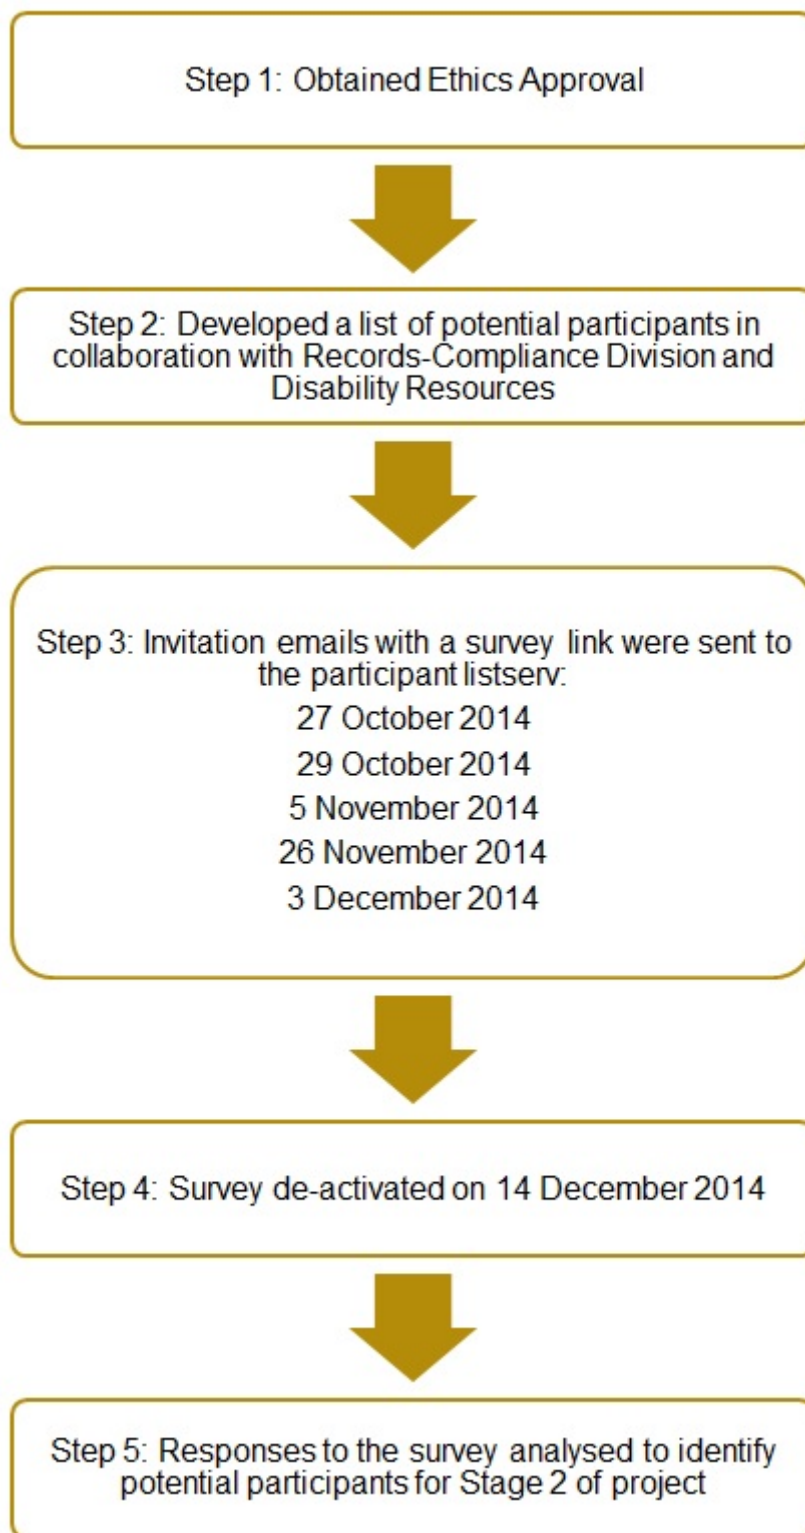 Step 1: Obtained Ethics Approval
Step 2: Developed a list of potential participants in
collaboration with Records-Compliance Division and
Disability Resources
Step 3: Invitation emails with a survey link were sent to
the participant listserv:
27 October 2014
29 October 2014
5 November 2014
26 November 2014
3 December 2014
Step 4: Survey de-activated on 14 December 2014
Step 5: Responses to the survey analysed to identify
potential participants for Stage 2 of project